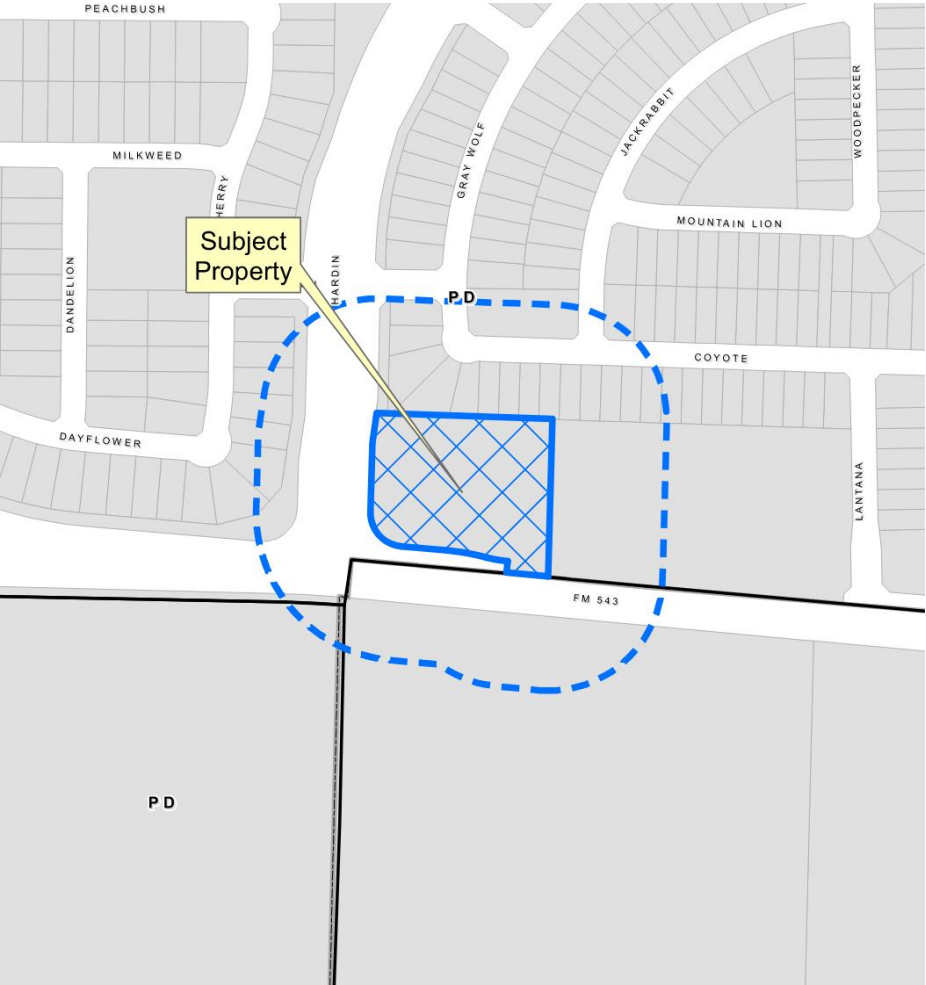 PEACHBUSH
WOODPECKER
JACKRABBIT
GRAY WOLF
MILKWEED
HERRY
MOUNTAIN LION
Subject
Property
DANDELION
HARDIN
PD
COYOTE
DAYFLOWER
LANTANA
FM 543
PD